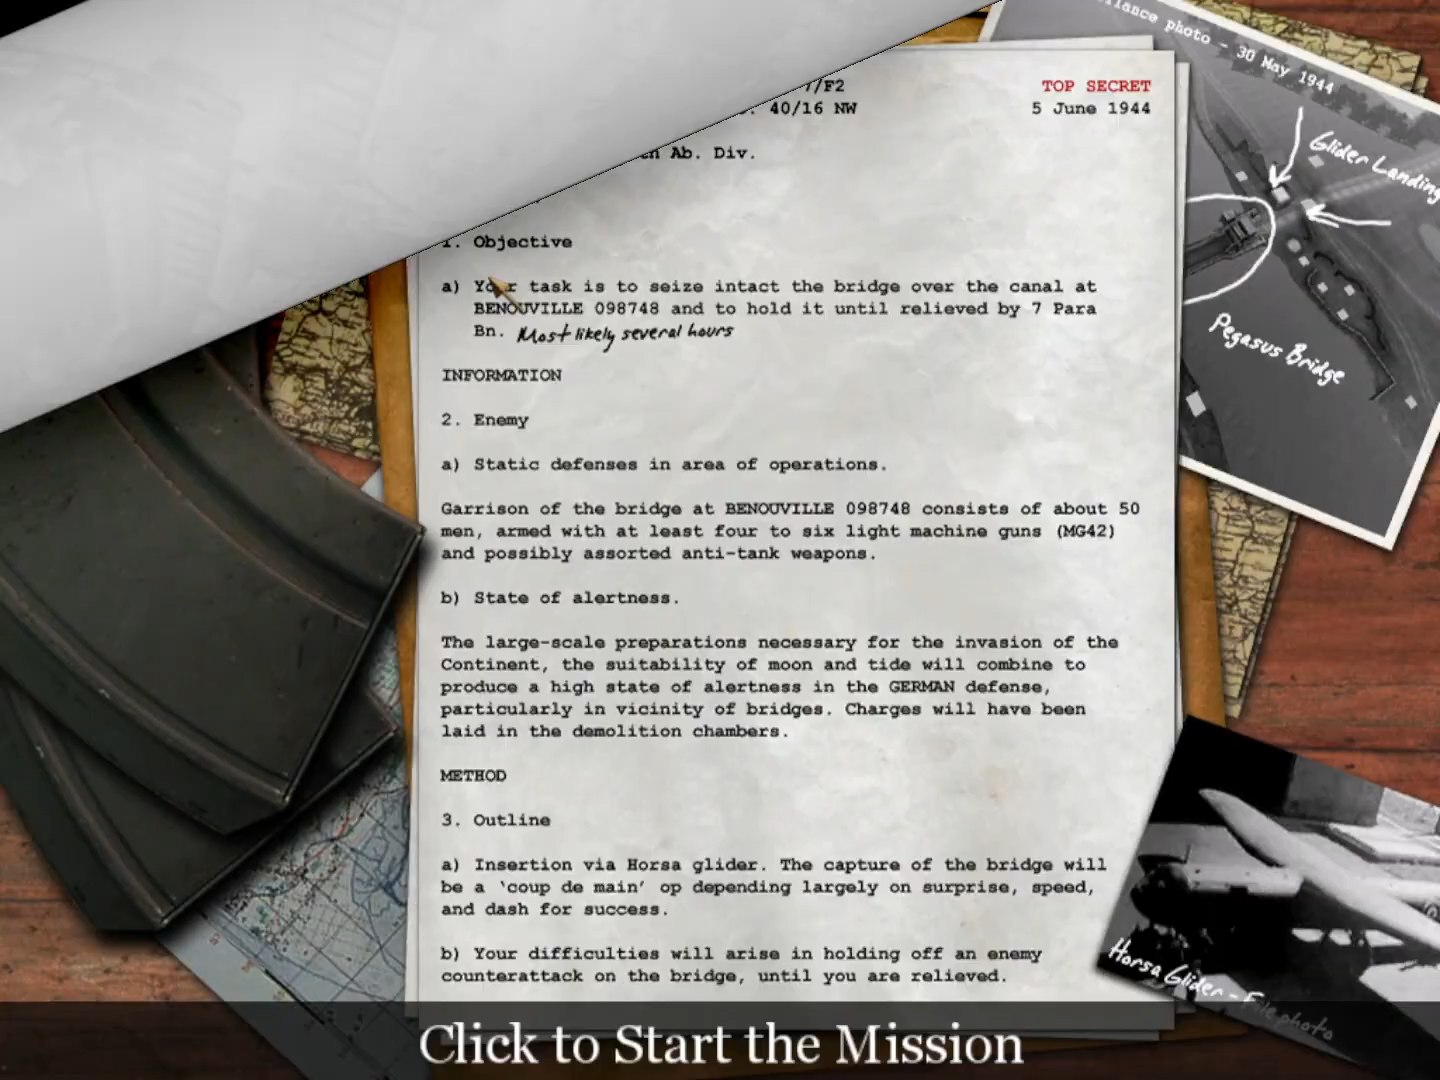 7/F2 TOP SECRET
40/16 NW 5 June 1944
Ab. Div.
1. Objective
a) Your task is to seize intact the bridge over the canal at
BENOUVILLE 098748 and to hold it until relieved by 7 Para
Bn. Most likely several hours
INFORMATION
2. Enemy
a) Static defenses in area of operations.
Garrison of the bridge at BENOUVILLE 098748 consists of about 50
men, armed with at least four to six light machine guns (MG42)
and possibly assorted anti-tank weapons.
b) State of alertness.
The large-scale preparations necessary for the invasion of the
Continent, the suitability of moon and tide will combine to
produce a high state of alertness in the GERMAN defense,
particularly in vicinity of bridges. Charges will have been
laid in the demolition chambers.
METHOD
3. Outline
a) Insertion via Horsa glider. The capture of the bridge will
be a 'coup de main' op depending largely on surprise, speed,
and dash for success.
b) Your difficulties will arise in holding off an enemy
counterattack on the bridge, until you are relieved.
photo - 30 May 1944
Glider Landing
Pegasus Bridge
Horsa Glider - File photo
Click to Start the Mission